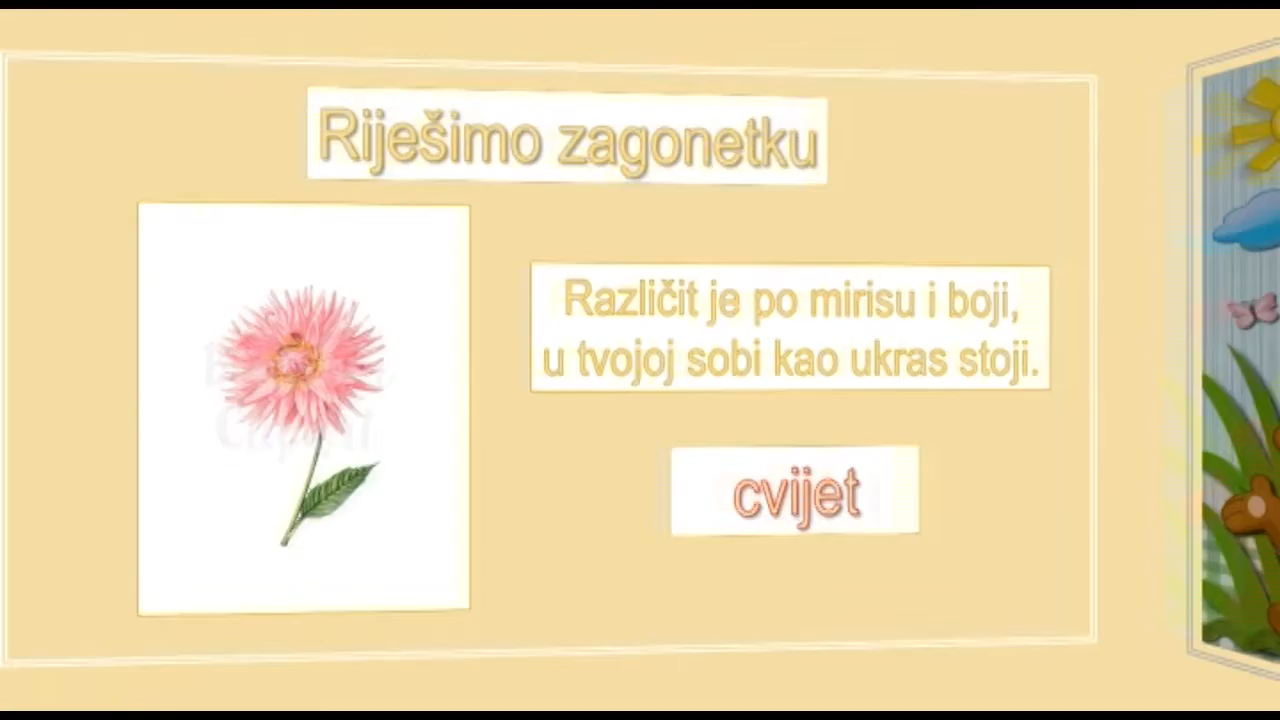 Riješimo zagonetku
Različit je po mirisu i boji,
u tvojoj sobi kao ukras stoji.
cvijet